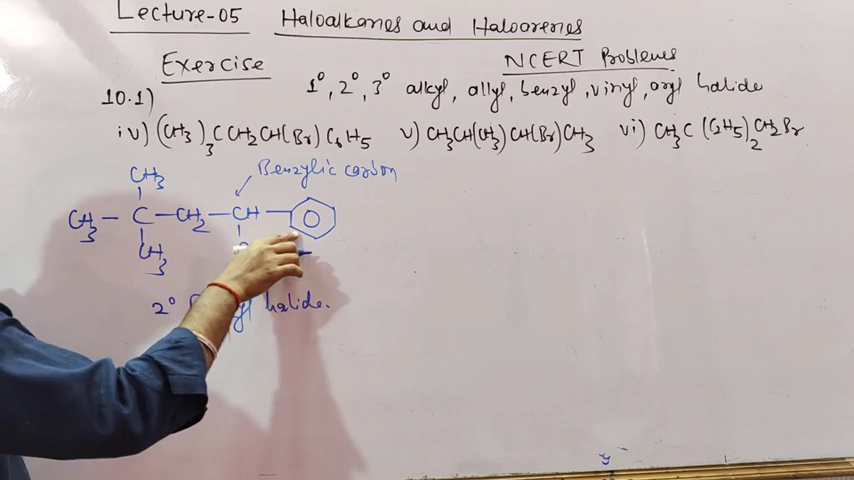 Lecture-05 Haloalkanes and Haloarenes
Exercise NCERT Problems
10.1) 1°, 2°, 3° alkyl, allyl, benzyl, vinyl, aryl halide
iv) (CH3)3CCH2CH(Br)C6H5 v) CH3CH(CH3)CH(Br)CH3 vi) CH3C(C2H5)2CH2Br
Benzylic carbon
CH3
CH3-C-CH2-CH-
CH3
2° halide.